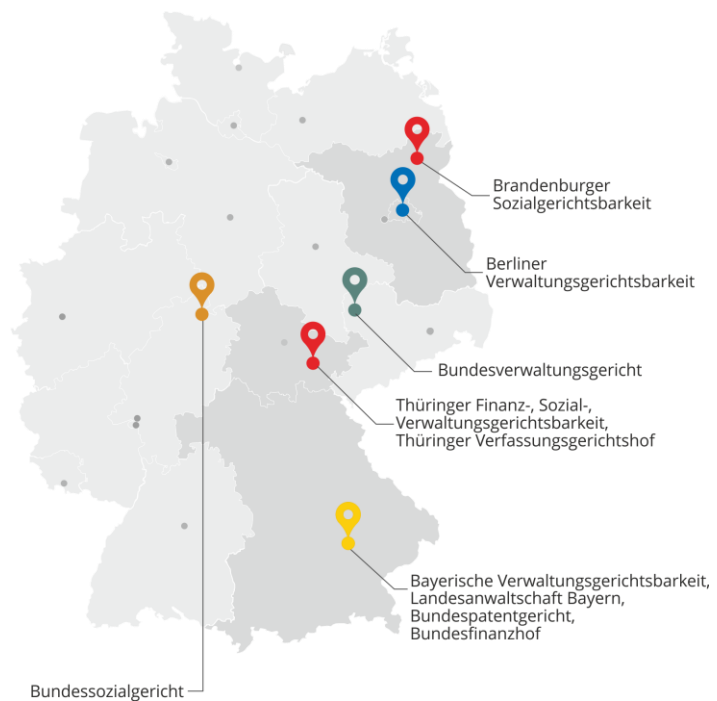 Brandenburger
Sozialgerichtsbarkeit
Berliner
Verwaltungsgerichtsbarkeit
Bundesverwaltungsgericht
Thüringer Finanz-, Sozial-,
Verwaltungsgerichtsbarkeit,
Thüringer Verfassungsgerichtshof
Bayerische Verwaltungsgerichtsbarkeit,
Landesanwaltschaft Bayern,
Bundespatentgericht,
Bundesfinanzhof
Bundessozialgericht